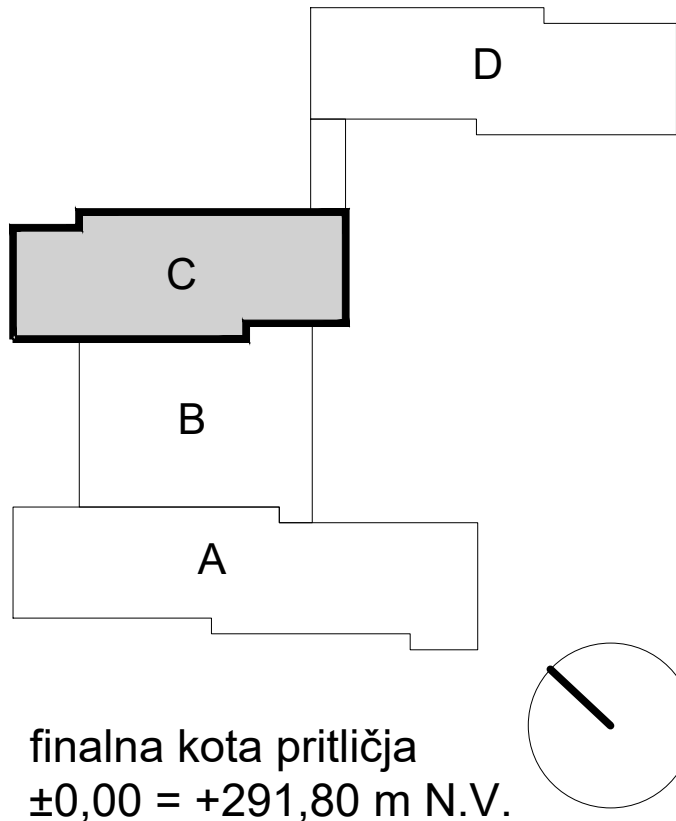 D
C
B
A
finalna kota pritličja
±0,00 = +291,80 m N.V.